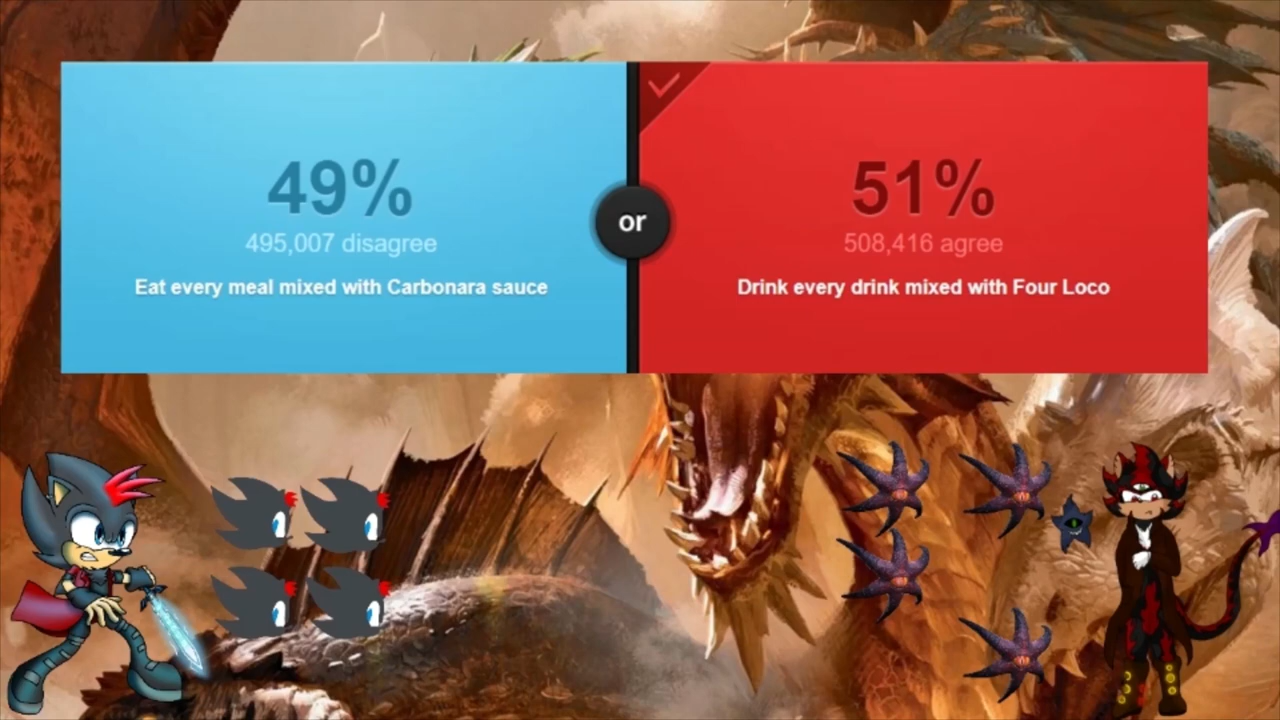 49%
495,007 disagree
Eat every meal mixed with Carbonara sauce
or
51%
508,416 agree
Drink every drink mixed with Four Loco